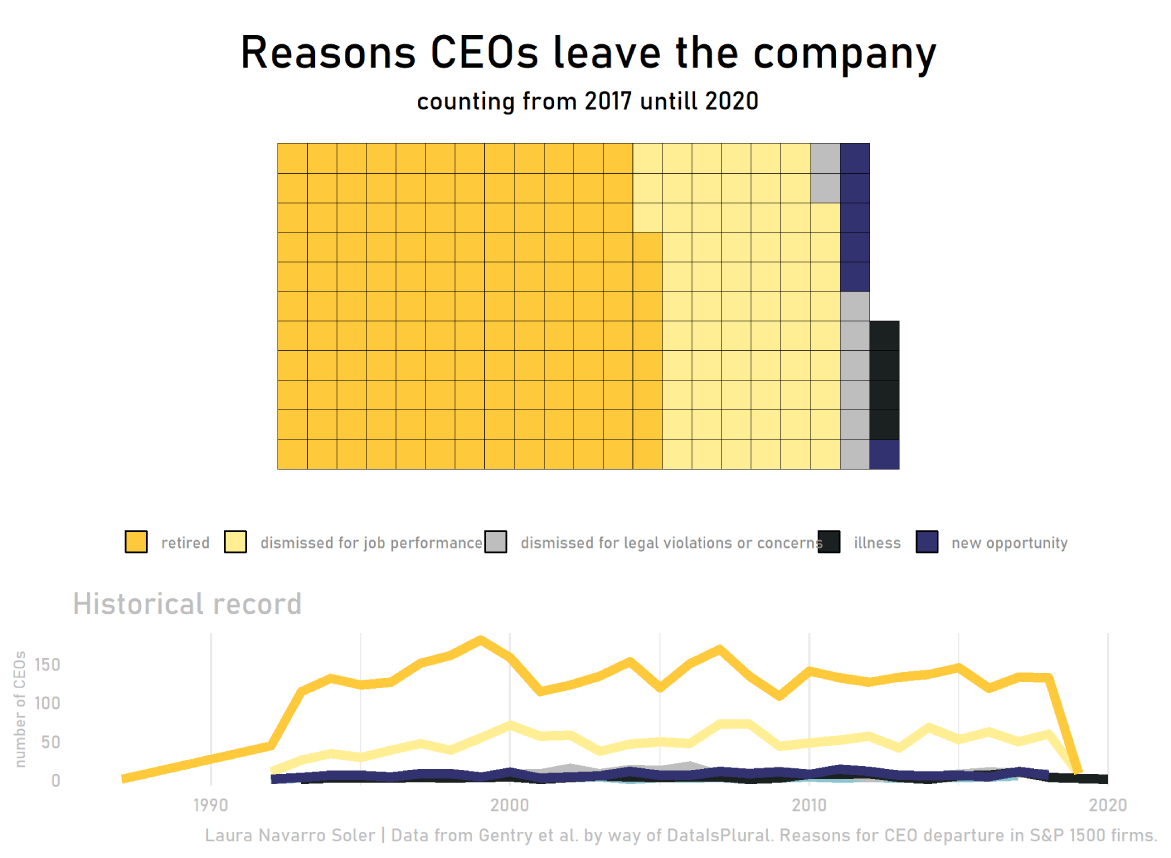 Reasons CEOs leave the company
counting from 2017 untill 2020
retired dismissed for job performance dismissed for legal violations or concerns illness new opportunity
Historical record
number of CEOs
150
100
50
0
1990 2000 2010 2020
Laura Navarro Soler | Data from Gentry et al. by way of DataIsPlural. Reasons for CEO departure in S&P 1500 firms.